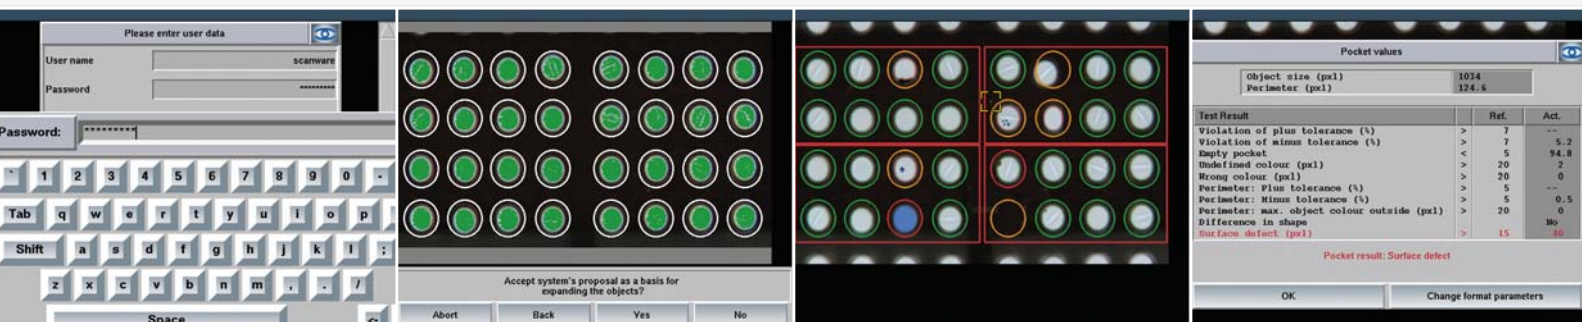 Please enter user data
User name
scanware
Password
*********
Password:
*********
` 1 2 3 4 5 6 7 8 9 0 -
Tab q w e r t y u i o p
Shift a s d f g h j k l ;
z x c v b n m , . /
Space
Accept system's proposal as a basis for
expanding the objects?
Abort Back Yes No
Pocket values
Object size (pxl) 1034
Perimeter (pxl) 124.6
Test Result Ref. Act.
Violation of plus tolerance (%) > 7 --
Violation of minus tolerance (%) > 7 5.2
Empty pocket < 5 94.8
Undefined colour (pxl) > 20 2
Wrong colour (pxl) > 20 0
Perimeter: Plus tolerance (%) > 5 --
Perimeter: Minus tolerance (%) > 5 0.5
Perimeter: max. object colour outside (pxl) > 20 0
Difference in shape No
Surface defect (pxl) > 15 60
Pocket result: Surface defect
OK Change format parameters